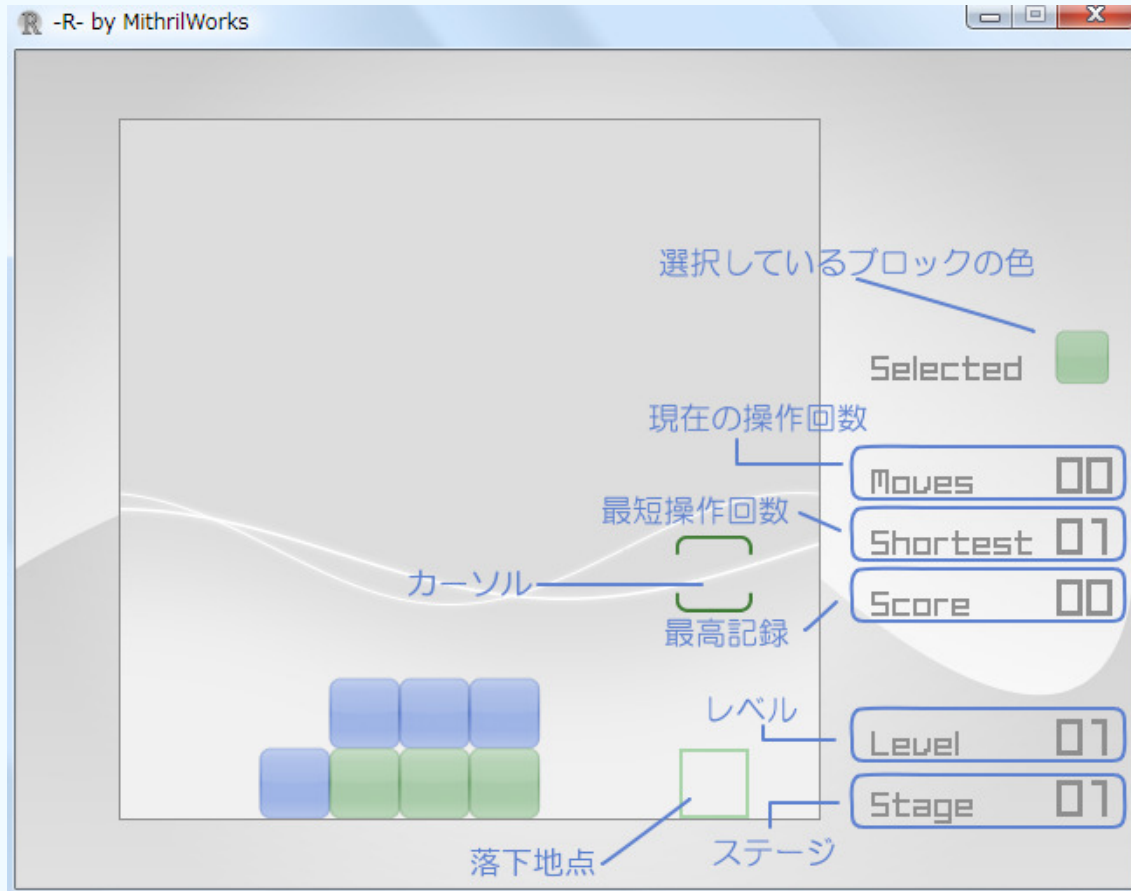 -R- by MithrilWorks
選択しているブロックの色
Selected
現在の操作回数
Moves 00
最短操作回数
Shortest 01
カーソル
Score 00
最高記録
レベル
Level 01
Stage 01
落下地点
ステージ